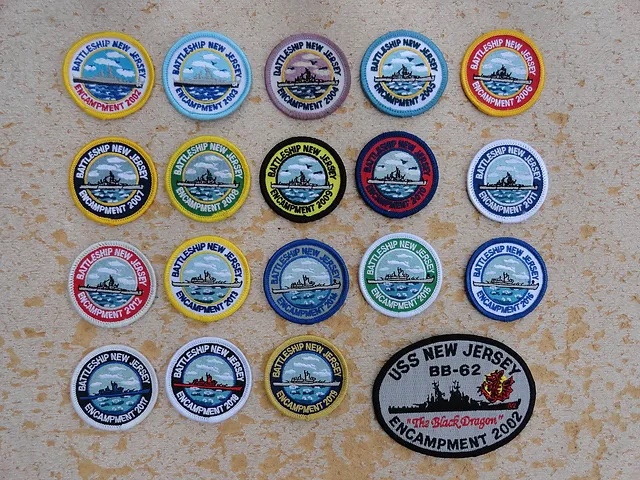 BATTLESHIP NEW JERSEY
ENCAMPMENT 2002
BATTLESHIP NEW JERSEY
ENCAMPMENT 2003
BATTLESHIP NEW JERSEY
ENCAMPMENT 2004
BATTLESHIP NEW JERSEY
ENCAMPMENT 2005
BATTLESHIP NEW JERSEY
ENCAMPMENT 2006
BATTLESHIP NEW JERSEY
ENCAMPMENT 2007
BATTLESHIP NEW JERSEY
ENCAMPMENT 2008
BATTLESHIP NEW JERSEY
ENCAMPMENT 2009
BATTLESHIP NEW JERSEY
ENCAMPMENT 2010
BATTLESHIP NEW JERSEY
ENCAMPMENT 2011
BATTLESHIP NEW JERSEY
ENCAMPMENT 2012
BATTLESHIP NEW JERSEY
ENCAMPMENT 2013
BATTLESHIP NEW JERSEY
ENCAMPMENT 2014
BATTLESHIP NEW JERSEY
ENCAMPMENT 2015
BATTLESHIP NEW JERSEY
ENCAMPMENT 2016
BATTLESHIP NEW JERSEY
ENCAMPMENT 2017
BATTLESHIP NEW JERSEY
ENCAMPMENT 2018
BATTLESHIP NEW JERSEY
ENCAMPMENT 2019
USS NEW JERSEY
BB-62
"The Black Dragon"
ENCAMPMENT 2002